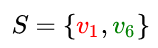 S = {v₁, v₆}